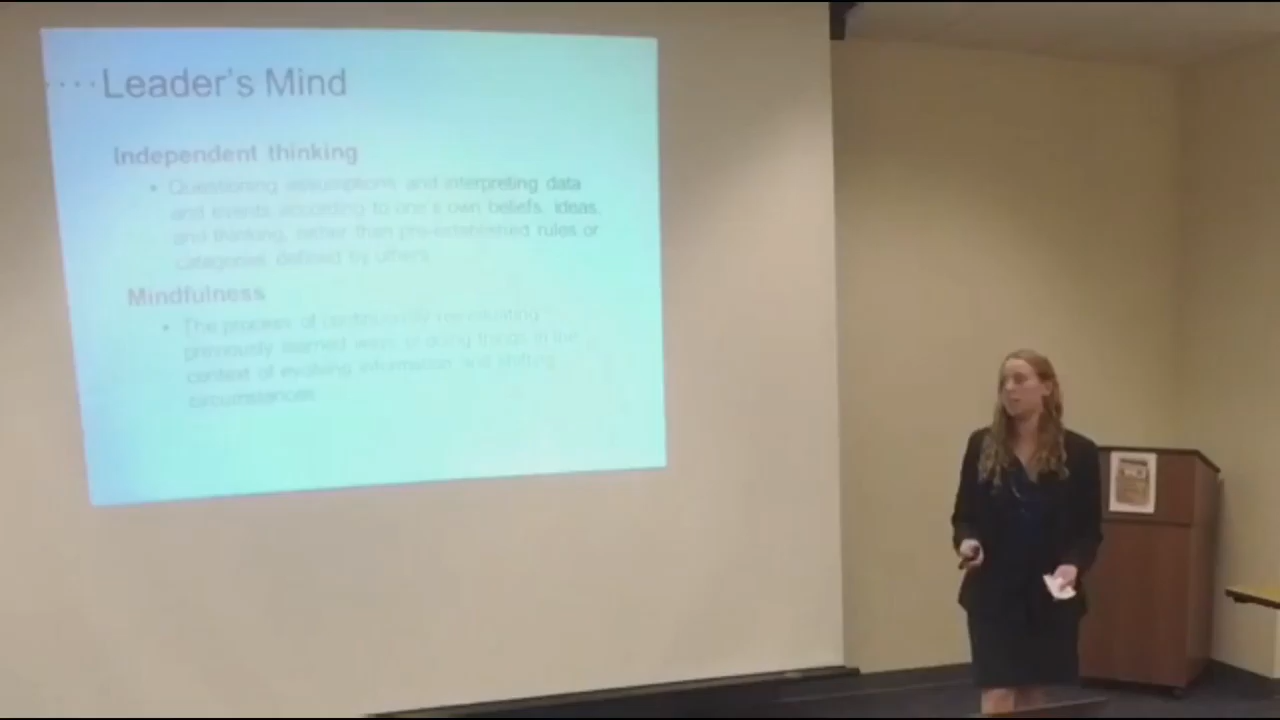 Leader's Mind
Independent thinking
• Questioning assumptions and interpreting data
and events according to one's own beliefs, ideas,
and thinking, rather than pre-established rules or
categories defined by others.
Mindfulness
• The process of continuously re-evaluating
previously learned ways of doing things in the
context of evolving information and shifting
circumstances